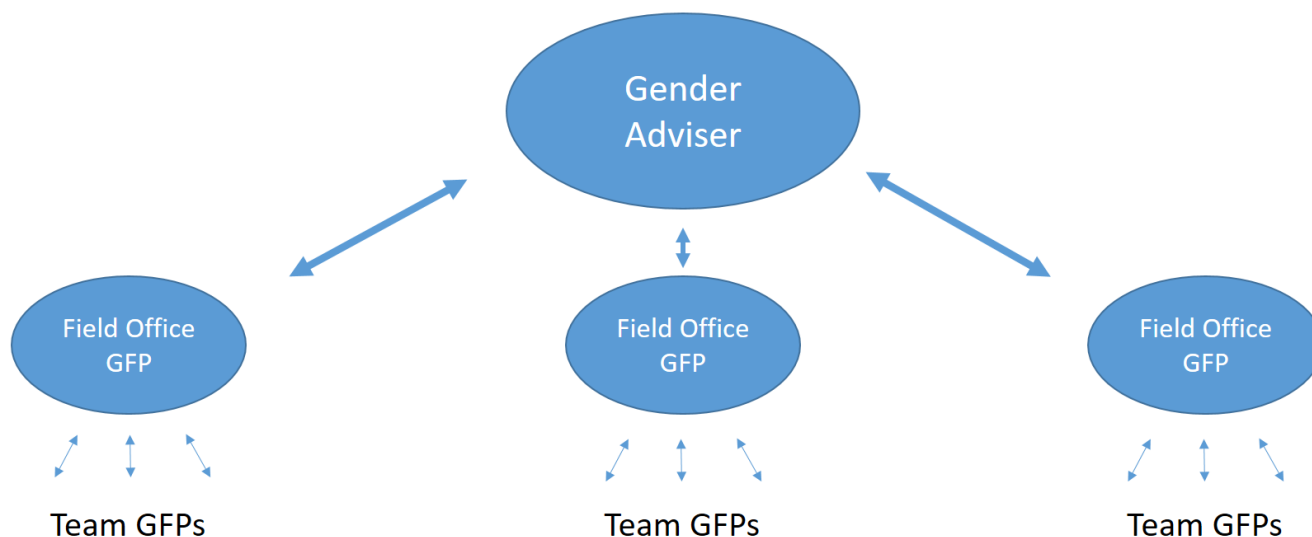 Gender
Adviser
Field Office
GFP
Field Office
GFP
Field Office
GFP
Team GFPs
Team GFPs
Team GFPs